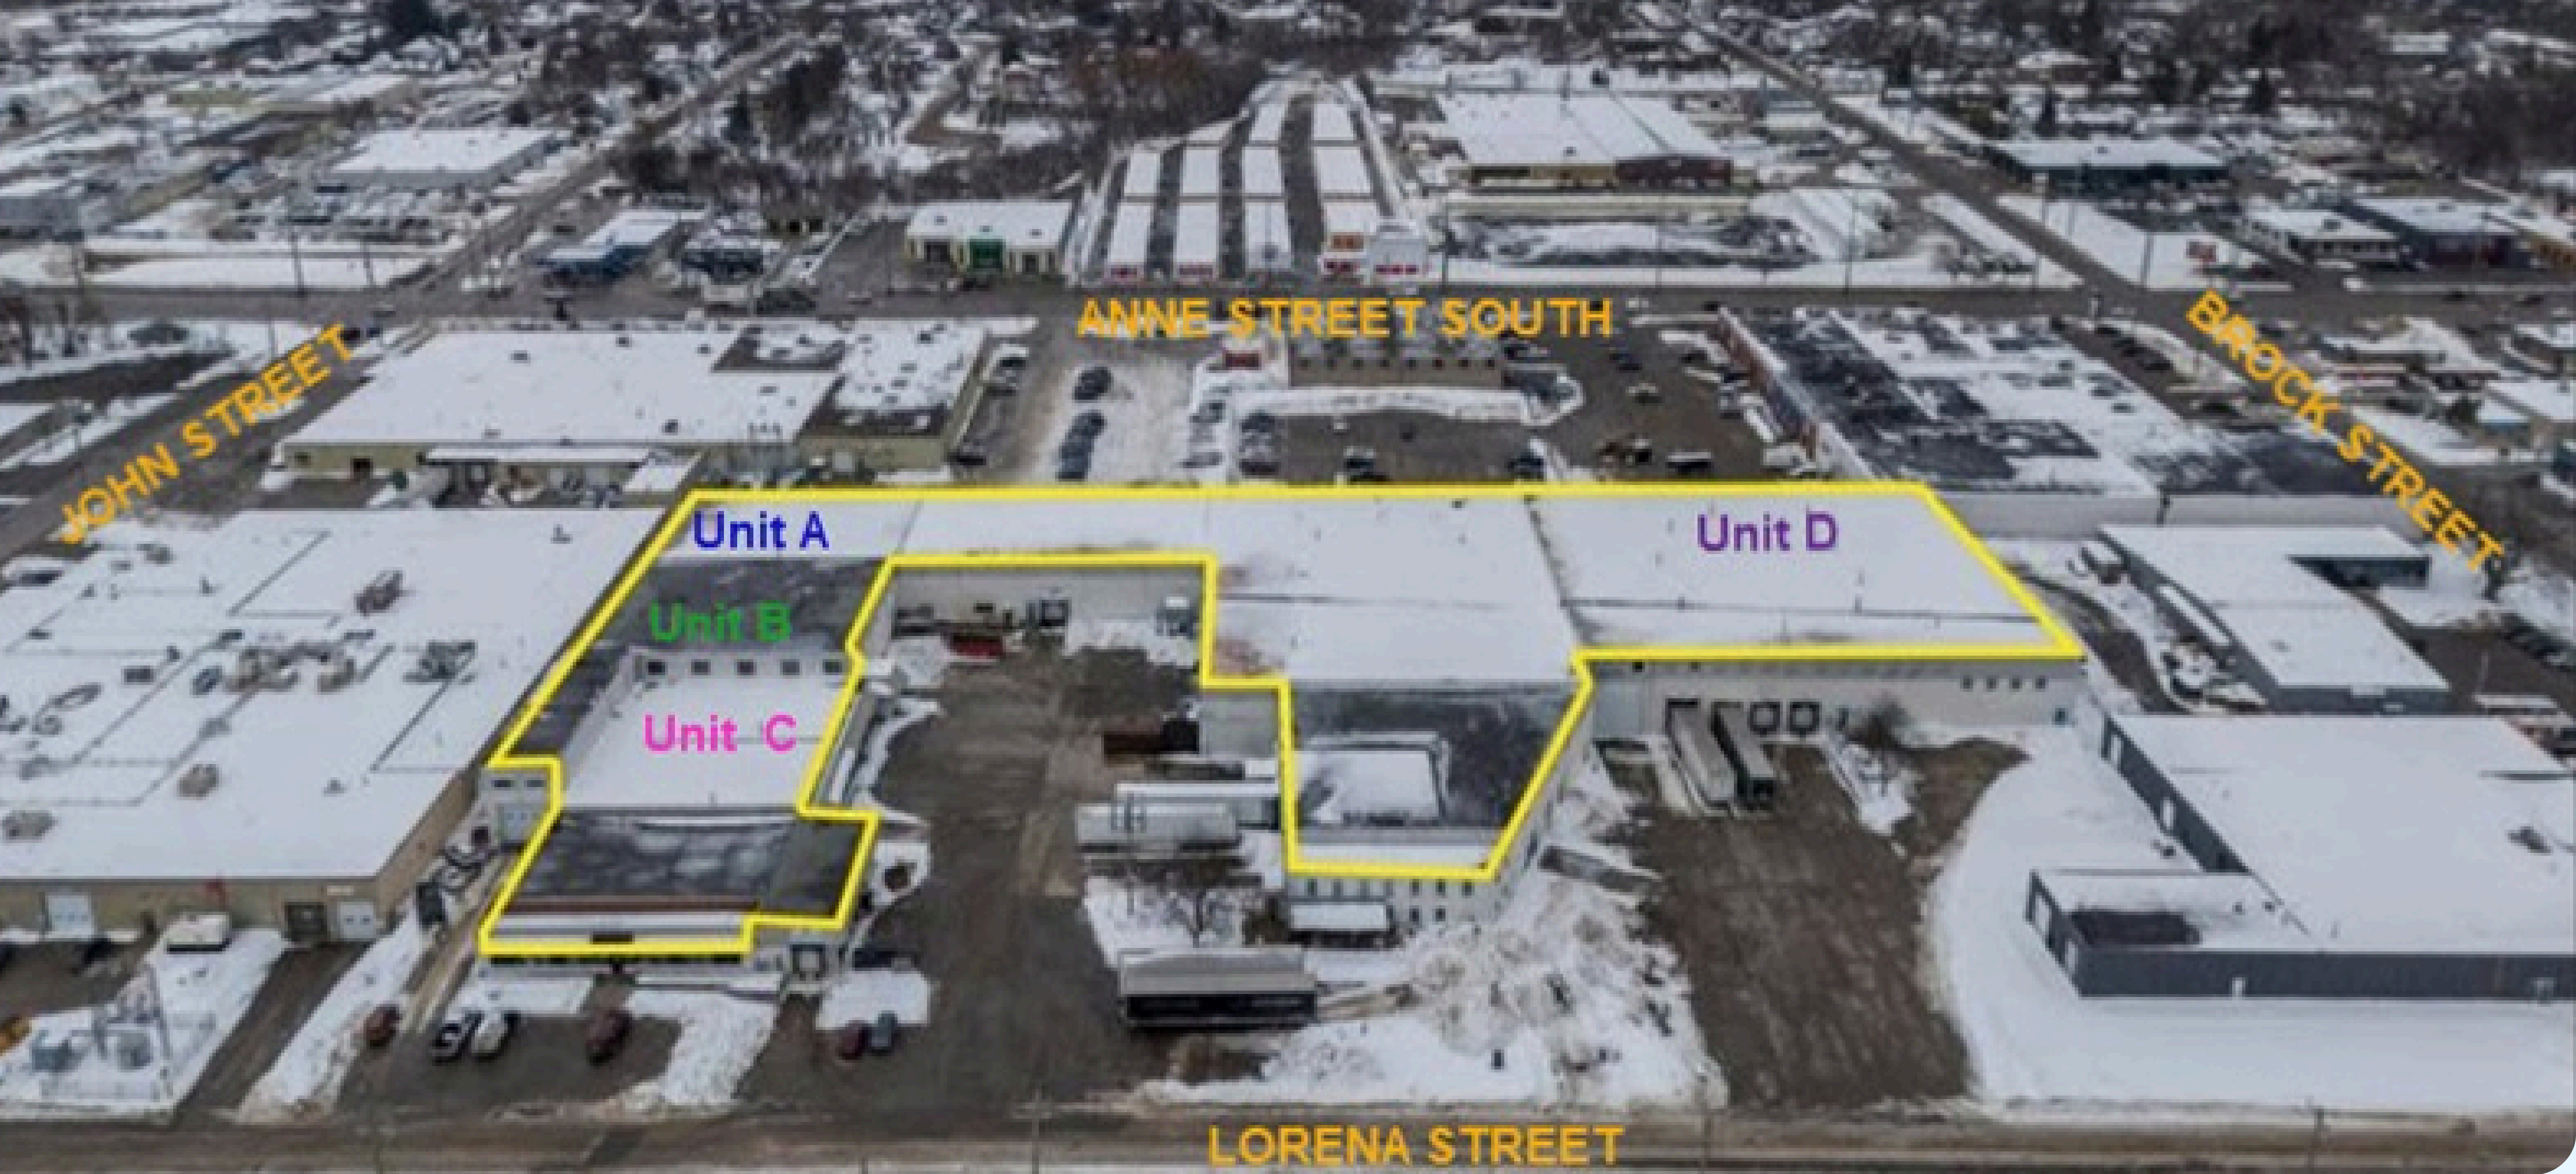 ANNE STREET SOUTH
JOHN STREET
BROCK STREET
Unit A
Unit D
Unit B
Unit C
LORENA STREET